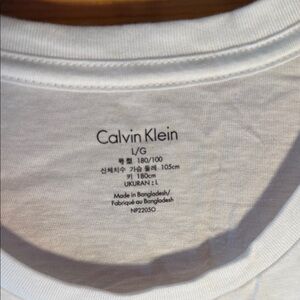 Calvin Klein
L/G
180/100
신체치수 가슴 둘레 105cm
키 180cm
UKURAN : L
Made in Bangladesh/
Fabriqué au Bangladesh
NP2205O